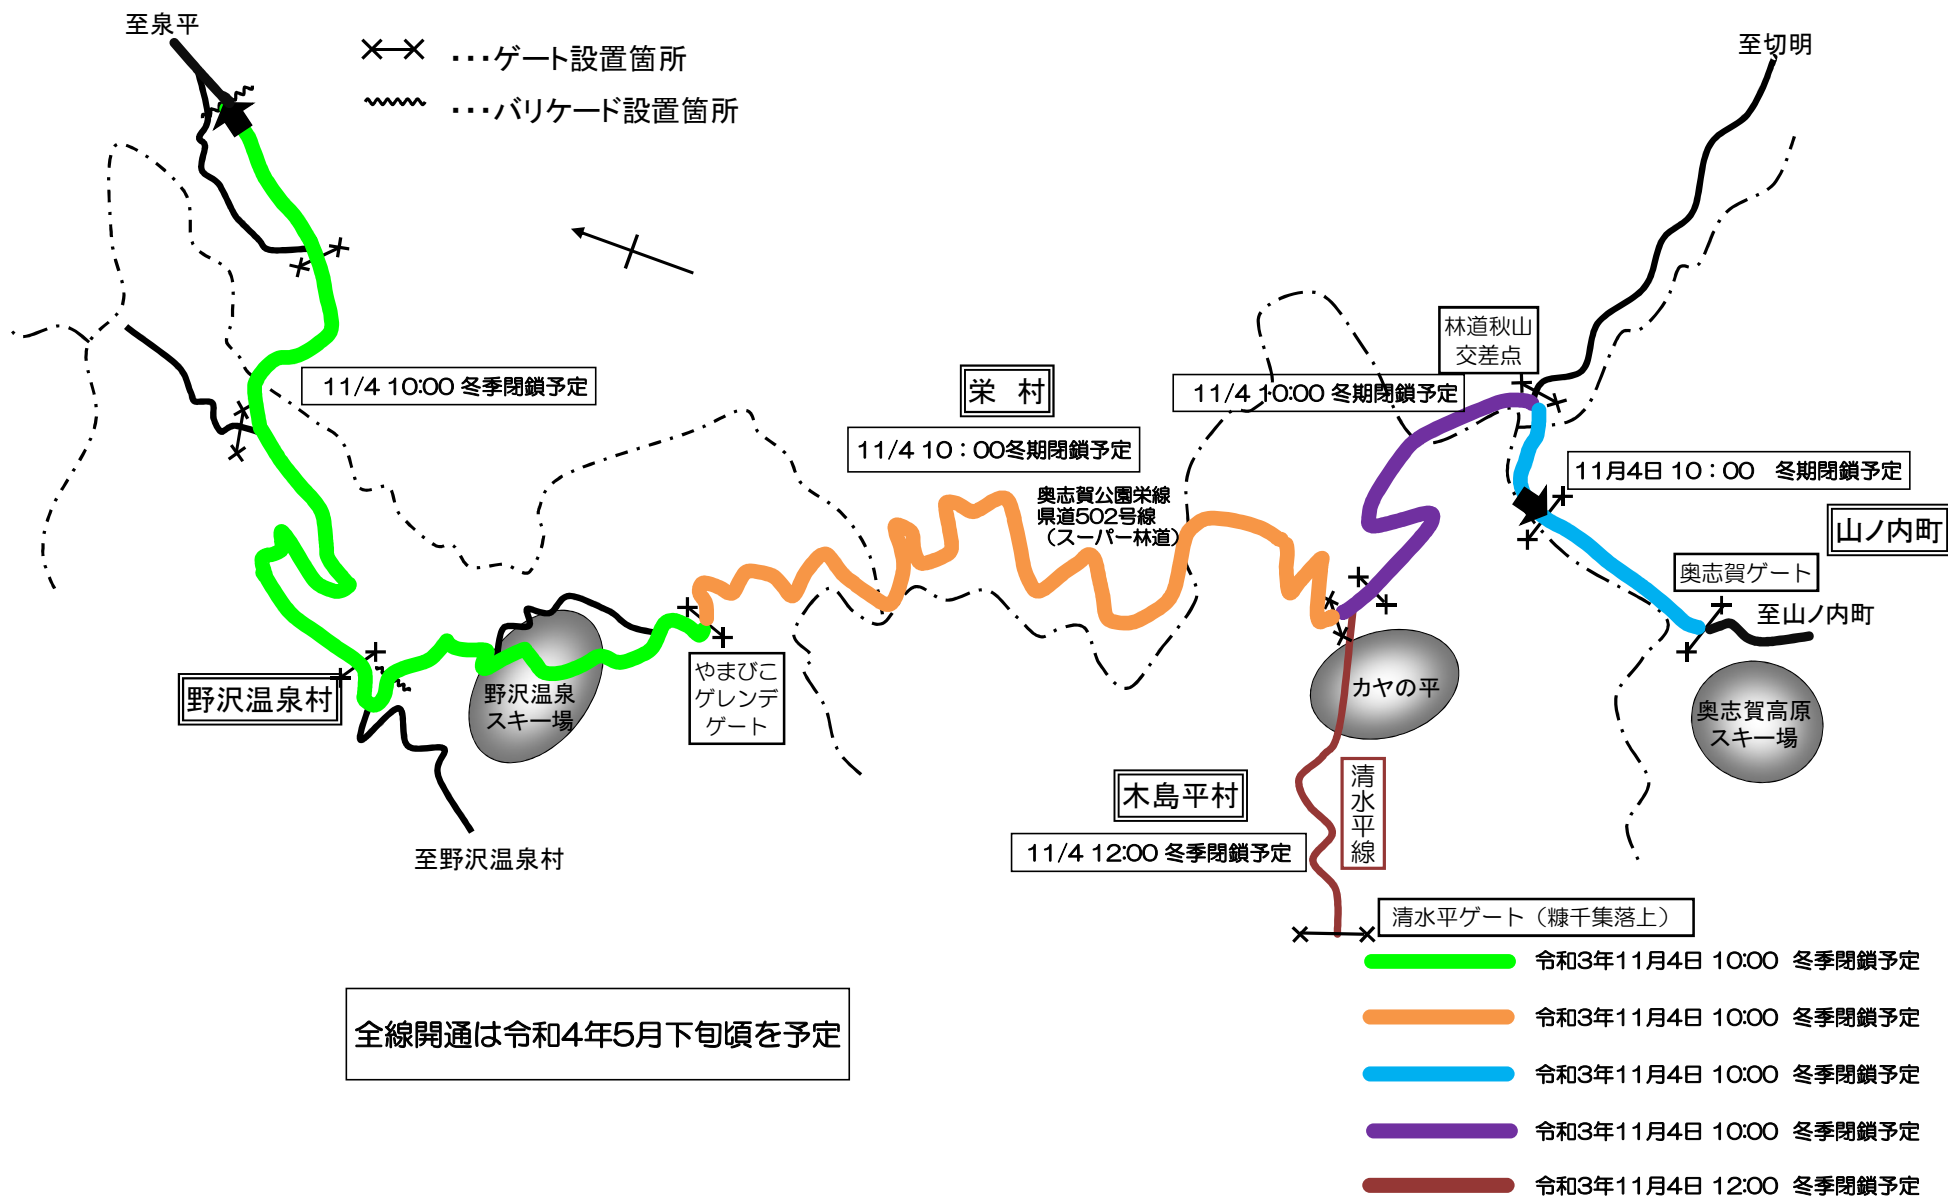 至泉平
・・・ゲート設置箇所
・・・バリケード設置箇所
至切明
林道秋山
交差点
11/4 10:00 冬季閉鎖予定
栄　村
11/4 10:00 冬期閉鎖予定
11/4 10：00冬期閉鎖予定
11月4日 10：00　冬期閉鎖予定
奥志賀公園栄線
県道502号線
（スーパー林道）
山ノ内町
奥志賀ゲート
至山ノ内町
野沢温泉村
野沢温泉
スキー場
やまびこ
ゲレンデ
ゲート
カヤの平
奥志賀高原
スキー場
木島平村
清水平線
11/4 12:00 冬季閉鎖予定
至野沢温泉村
清水平ゲート（糠千集落上）
令和3年11月4日 10:00 冬季閉鎖予定
令和3年11月4日 10:00 冬季閉鎖予定
令和3年11月4日 10:00 冬季閉鎖予定
令和3年11月4日 10:00 冬季閉鎖予定
令和3年11月4日 12:00 冬季閉鎖予定
全線開通は令和4年5月下旬頃を予定